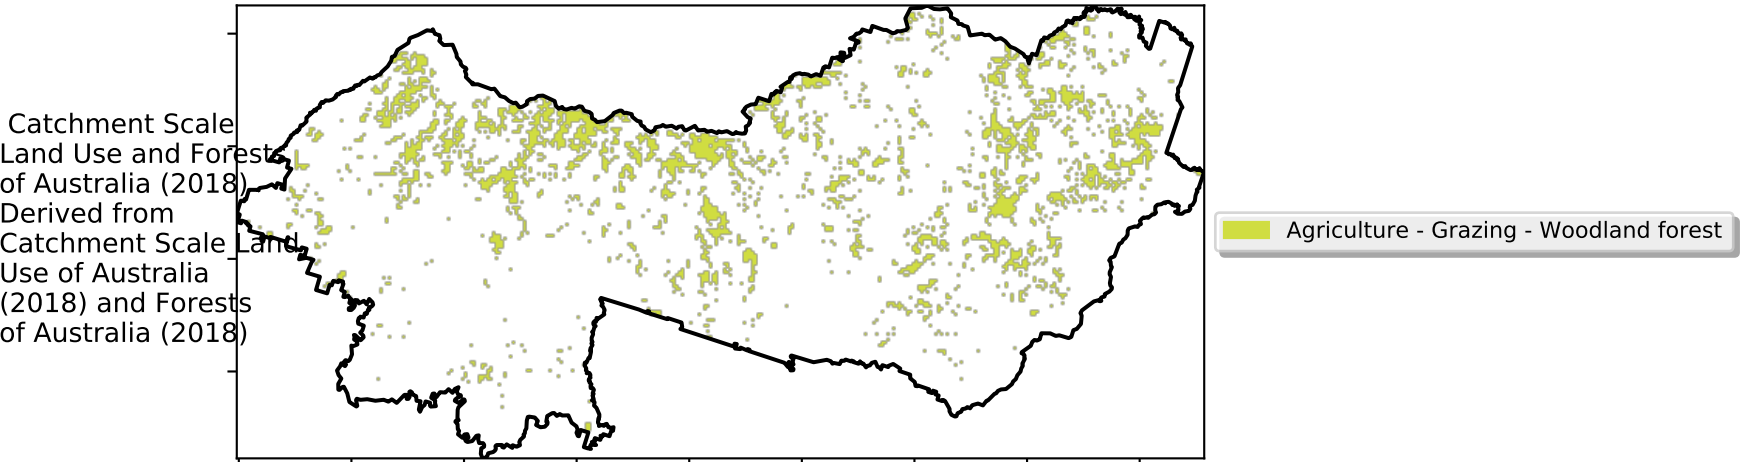 Catchment Scale
Land Use and Forests
of Australia (2018)
Derived from
Catchment Scale Land
Use of Australia
(2018) and Forests
of Australia (2018)
Agriculture - Grazing - Woodland forest